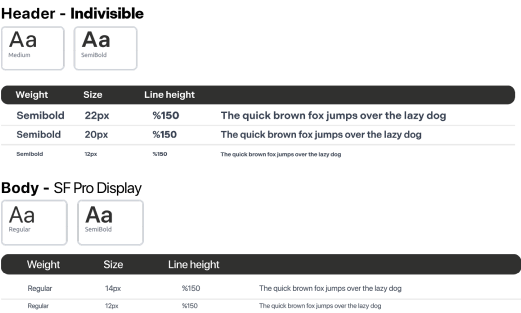 Header - Indivisible
Aa Aa
Medium SemiBold
Weight Size Line height
Semibold 22px %150 The quick brown fox jumps over the lazy dog
Semibold 20px %150 The quick brown fox jumps over the lazy dog
Semibold 12px %150 The quick brown fox jumps over the lazy dog
Body - SF Pro Display
Aa Aa
Regular SemiBold
Weight Size Line height
Regular 14px %150 The quick brown fox jumps over the lazy dog
Regular 12px %150 The quick brown fox jumps over the lazy dog